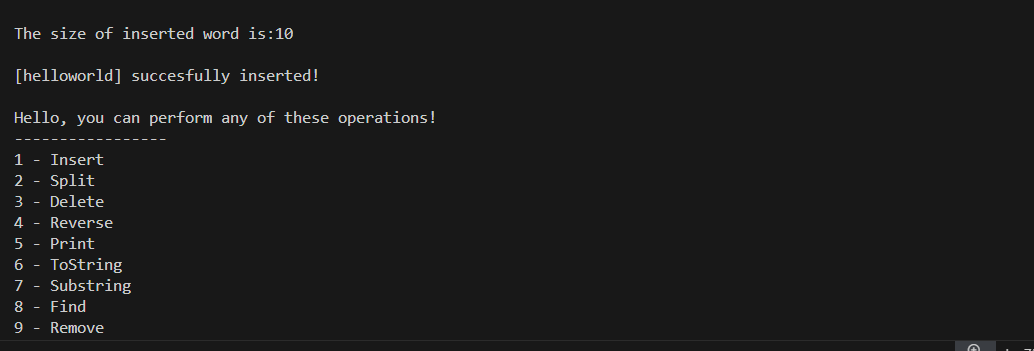 The size of inserted word is:10
[helloworld] succesfully inserted!
Hello, you can perform any of these operations!
-----------------
1 - Insert
2 - Split
3 - Delete
4 - Reverse
5 - Print
6 - ToString
7 - Substring
8 - Find
9 - Remove